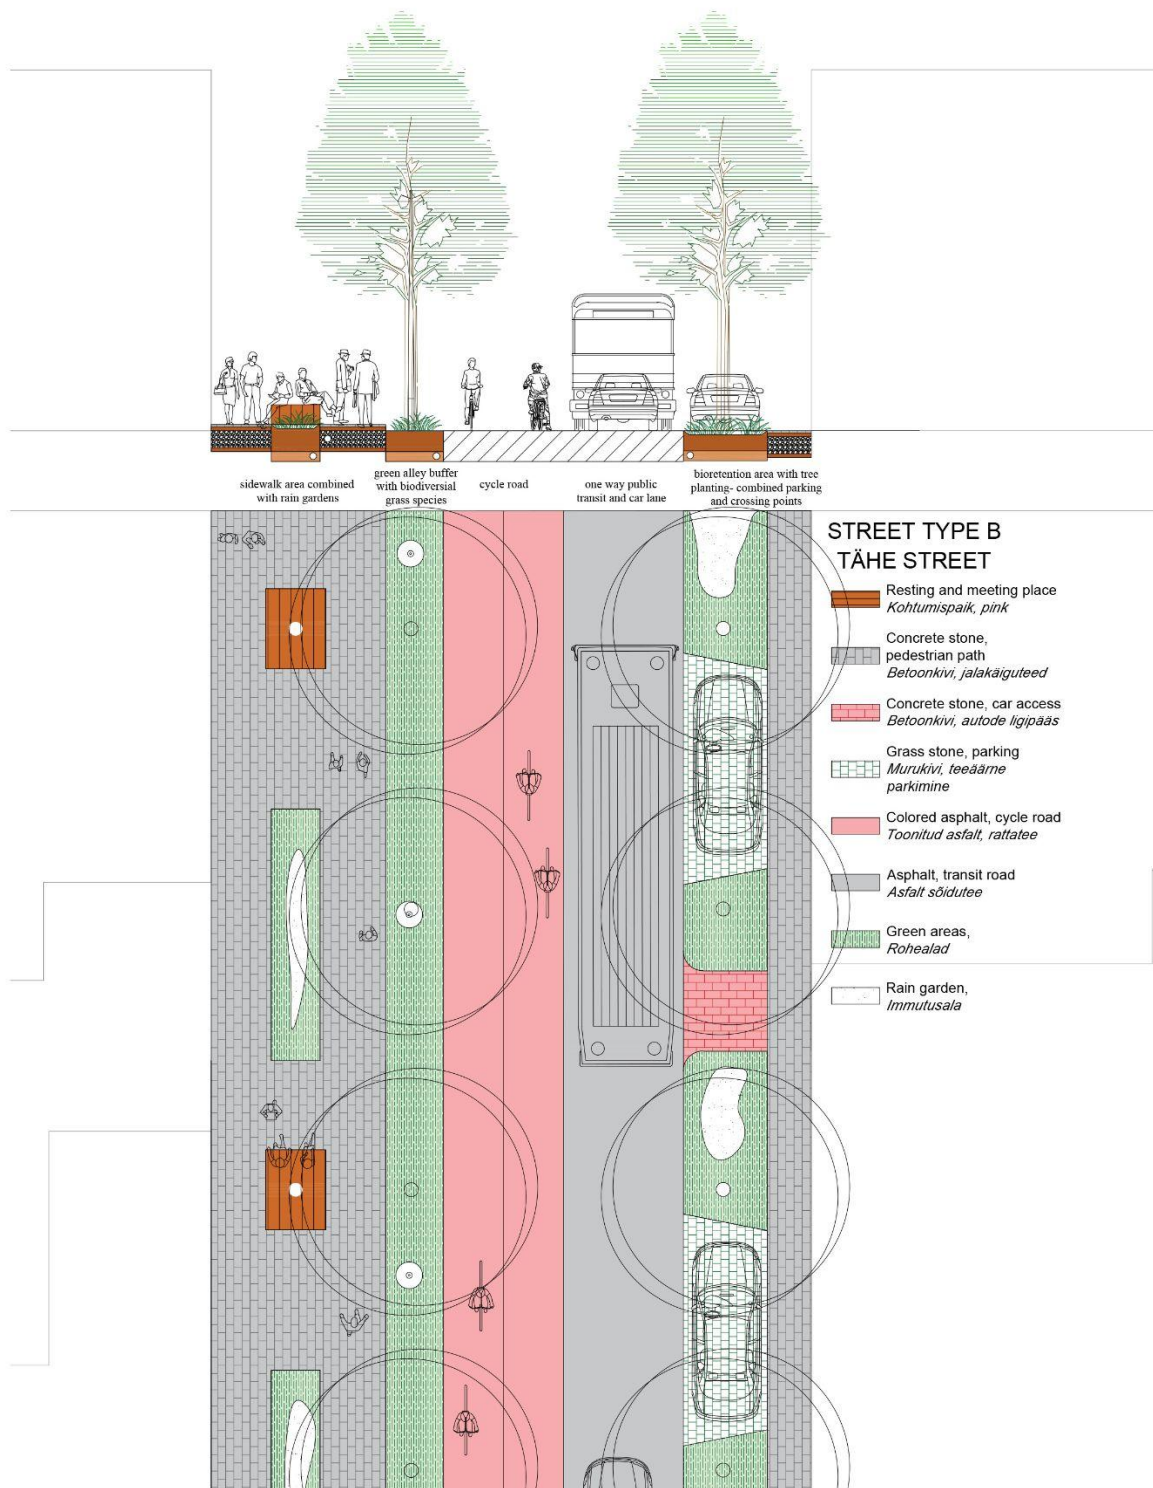 sidewalk area combined
with rain gardens
green alley buffer
with biodiversial
grass species
cycle road
one way public
transit and car lane
bioretention area with tree
planting- combined parking
and crossing points
STREET TYPE B
TÄHE STREET
Resting and meeting place
Kohtumispaik, pink
Concrete stone,
pedestrian path
Betoonkivi, jalakäiguteed
Concrete stone, car access
Betoonkivi, autode ligipääs
Grass stone, parking
Murukivi, teeäärne
parkimine
Colored asphalt, cycle road
Toonitud asfalt, rattatee
Asphalt, transit road
Asfalt sõidutee
Green areas,
Rohealad
Rain garden,
Immutusala